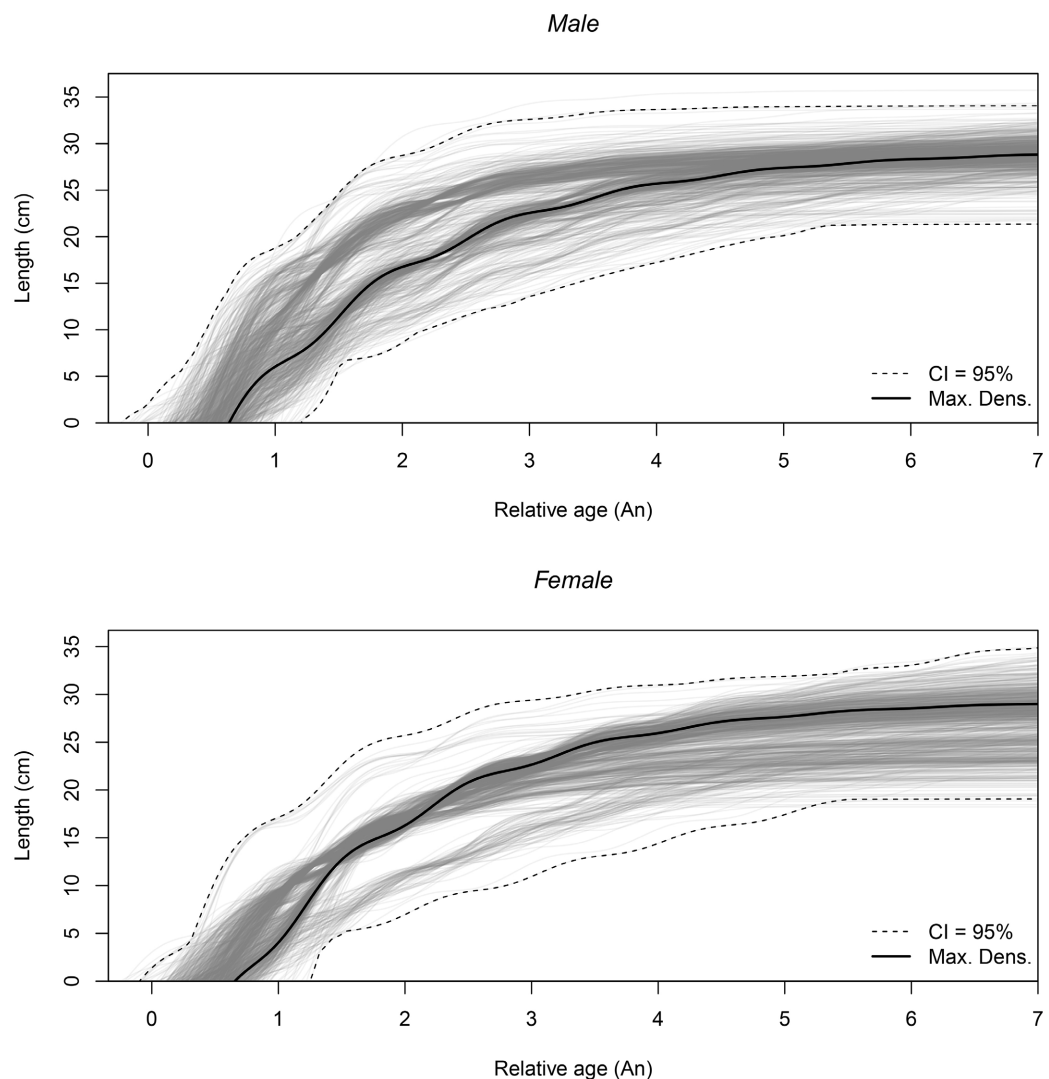 Male
35
30
25
20
15
10
5
0
Length (cm)
CI = 95%
Max. Dens.
0 1 2 3 4 5 6 7
Relative age (An)
Female
35
30
25
20
15
10
5
0
Length (cm)
CI = 95%
Max. Dens.
0 1 2 3 4 5 6 7
Relative age (An)